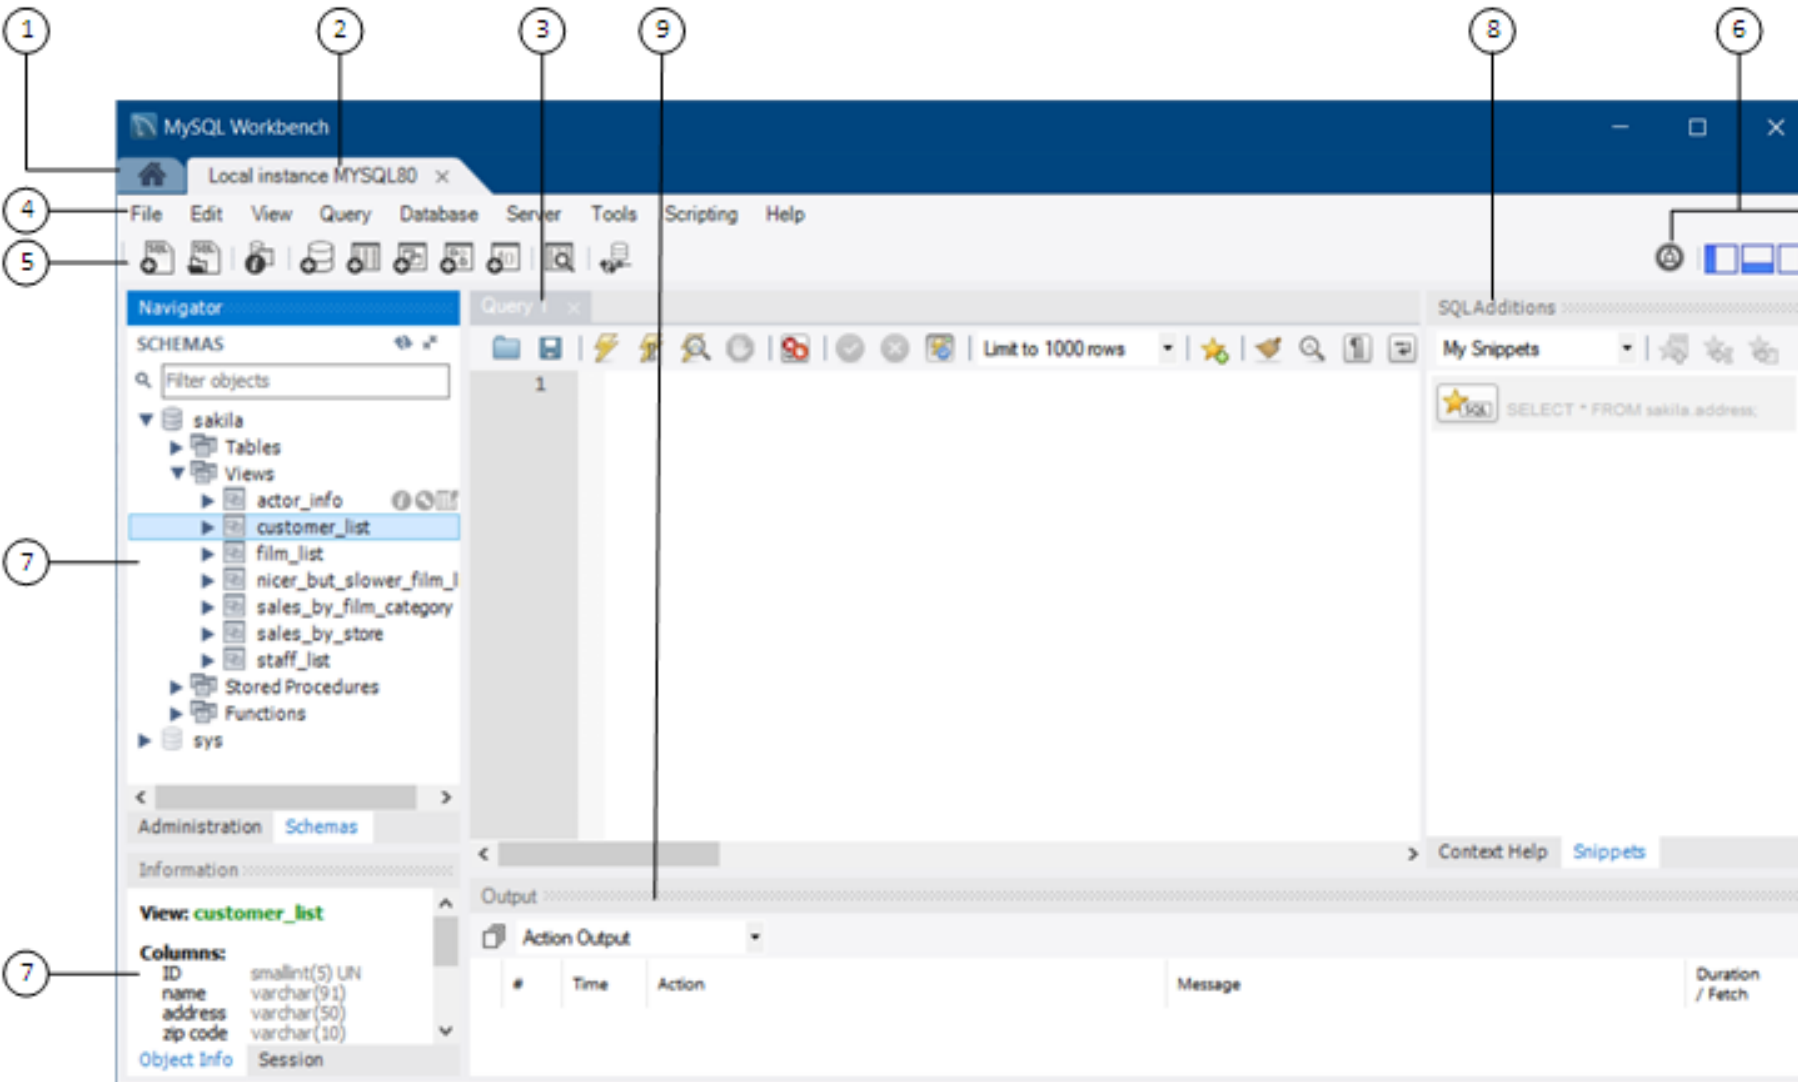 1 2 3 9 8 6
MySQL Workbench
Local instance MYSQL80
4 File Edit View Query Database Server Tools Scripting Help
5
Navigator
SCHEMAS
Filter objects
sakila
Tables
Views
actor_info
customer_list
film_list
7
nicer_but_slower_film_l
sales_by_film_category
sales_by_store
staff_list
Stored Procedures
Functions
sys
Administration Schemas
Information
View: customer_list
Columns:
7
ID smallint(5) UN
name varchar(91)
address varchar(50)
zip code varchar(10)
Object Info Session
Query 1
Limit to 1000 rows
1
SQLAdditions
My Snippets
SQL SELECT * FROM sakila.address;
Context Help Snippets
Output
Action Output
# Time Action Message Duration / Fetch